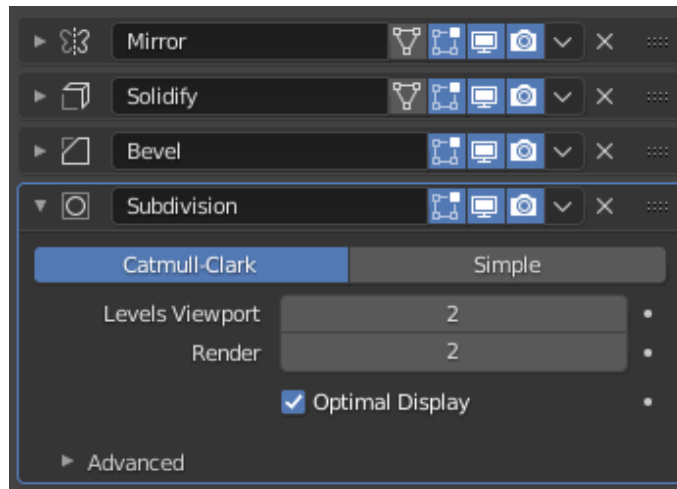 Mirror
Solidify
Bevel
Subdivision
Catmull-Clark Simple
Levels Viewport 2
Render 2
Optimal Display
Advanced